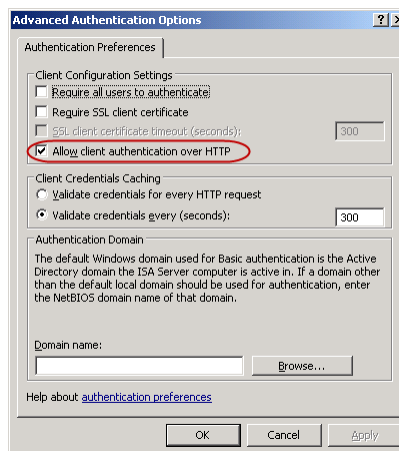 Advanced Authentication Options
Authentication Preferences
Client Configuration Settings
Require all users to authenticate
Require SSL client certificate
SSL client certificate timeout (seconds): 300
Allow client authentication over HTTP
Client Credentials Caching
Validate credentials for every HTTP request
Validate credentials every (seconds): 300
Authentication Domain
The default Windows domain used for Basic authentication is the Active
Directory domain the ISA Server computer is active in. If a domain other
than the default local domain should be used for authentication, enter
the NetBIOS domain name of that domain.
Domain name:
Browse...
Help about authentication preferences
OK Cancel Apply